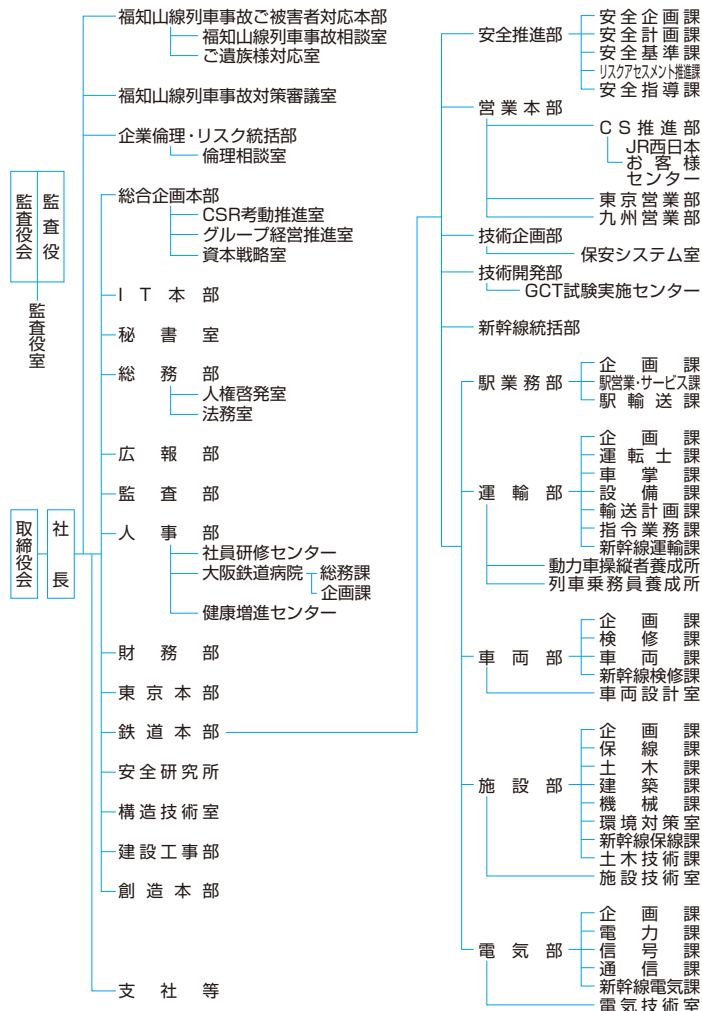 福知山線列車事故ご被害者対応本部
福知山線列車事故相談室
ご遺族様対応室
福知山線列車事故対策審議室
企業倫理・リスク統括部
倫理相談室
監査役会
監査役
監査役室
総合企画本部
CSR考動推進室
グループ経営推進室
資本戦略室
IT本部
秘書室
総務部
人権啓発室
法務室
広報部
監査部
取締役会
社長
人事部
社員研修センター
大阪鉄道病院
総務課
企画課
健康増進センター
財務部
東京本部
鉄道本部
安全研究所
構造技術室
建設工事部
創造本部
支社等
安全推進部
安全企画課
安全計画課
安全基準課
リスクアセスメント推進課
安全指導課
営業本部
CS推進部
JR西日本
お客様
センター
東京営業部
九州営業部
技術企画部
保安システム室
技術開発部
GCT試験実施センター
新幹線統括部
駅業務部
企画課
駅営業・サービス課
駅輸送課
運輸部
企画課
運転士課
車掌課
設備課
輸送計画課
指令業務課
新幹線運輸課
動力車操縦者養成所
列車乗務員養成所
車両部
企画課
検修課
車両課
新幹線検修課
車両設計室
施設部
企画課
保線課
土木課
建築課
機械課
環境対策室
新幹線保線課
土木技術課
施設技術室
電気部
企画課
電力課
信号課
通信課
新幹線電気課
電気技術室